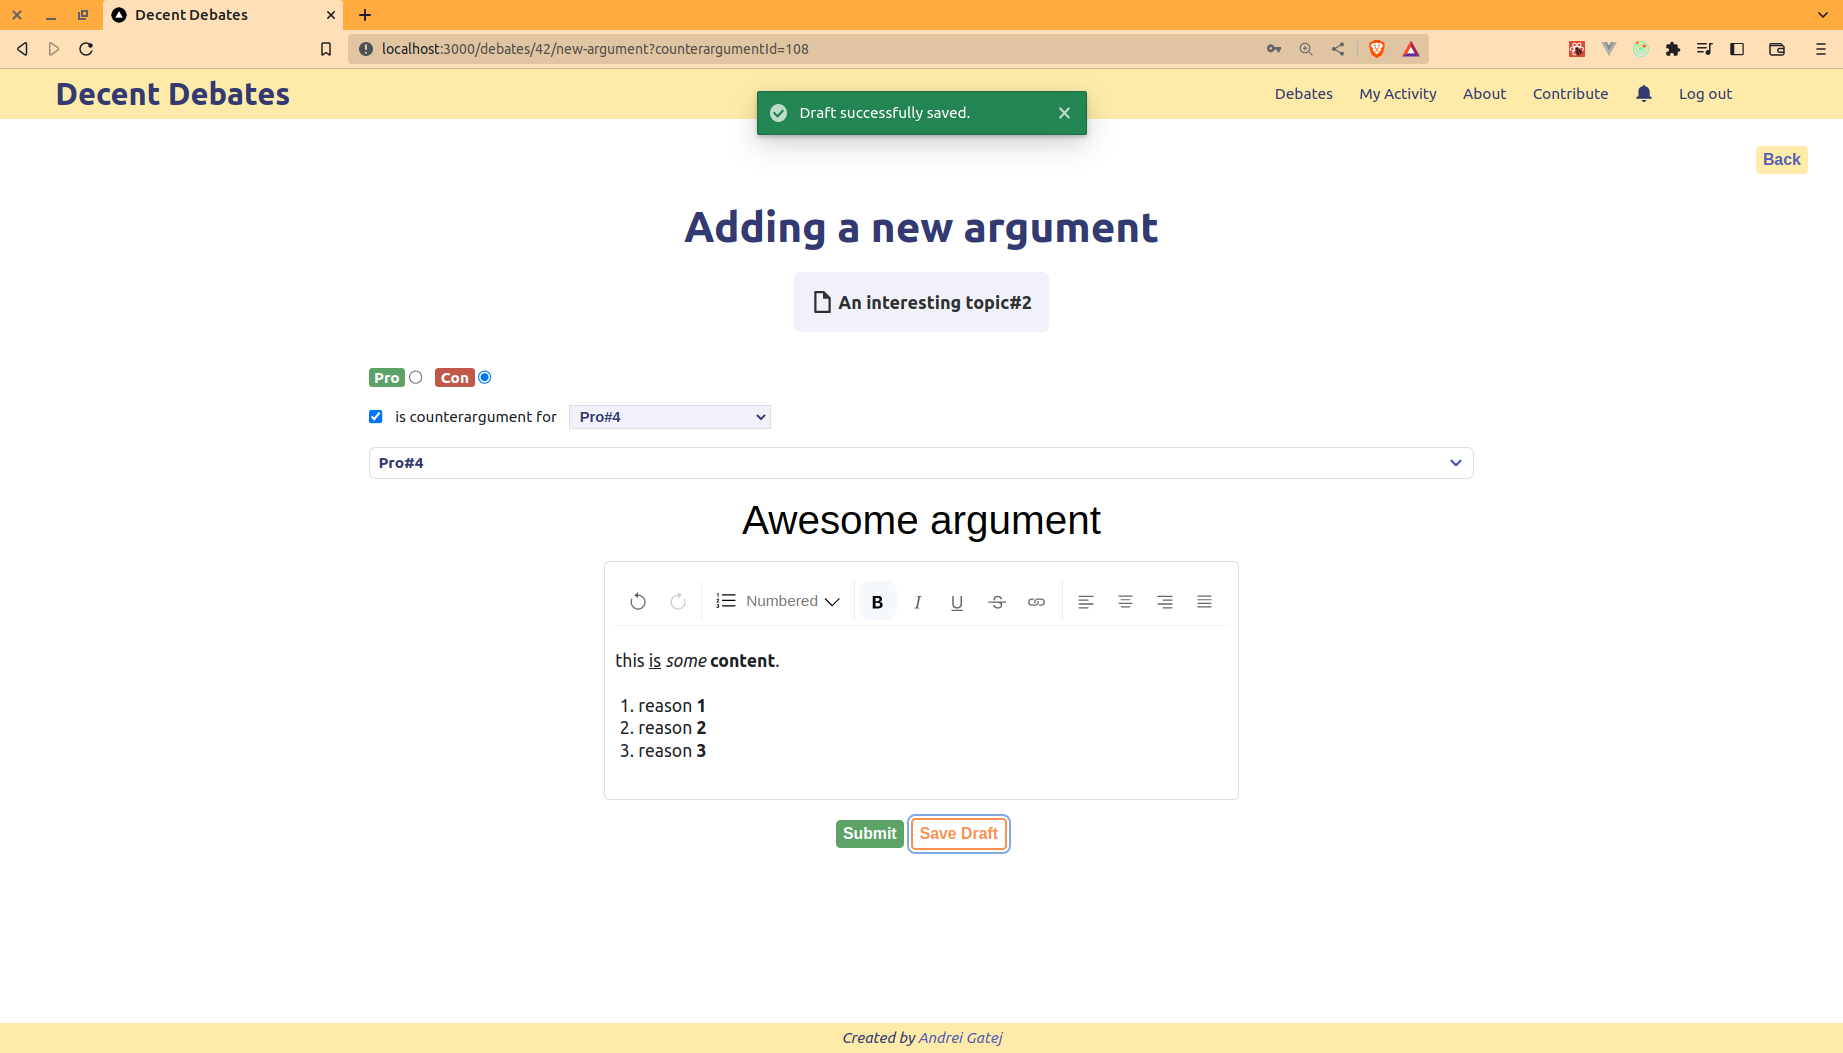 Decent Debates
localhost:3000/debates/42/new-argument?counterargumentId=108
Decent Debates
Debates My Activity About Contribute Log out
Draft successfully saved.
Back
Adding a new argument
An interesting topic#2
Pro Con
is counterargument for Pro#4
Pro#4
Awesome argument
Numbered B I U S
this is some content.
1. reason 1
2. reason 2
3. reason 3
Submit Save Draft
Created by Andrei Gatej